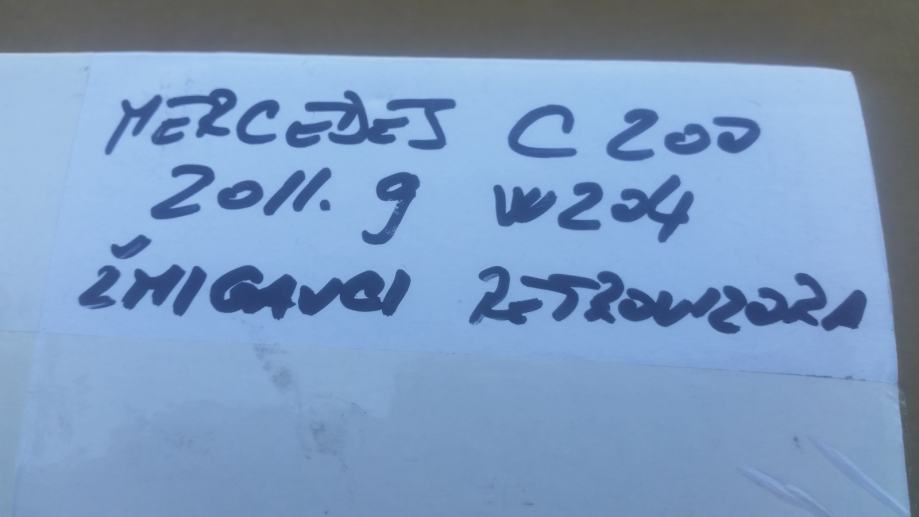 MERCEDES C 200
2011. g W204
ŽMIGAVCI RETROVIZORA